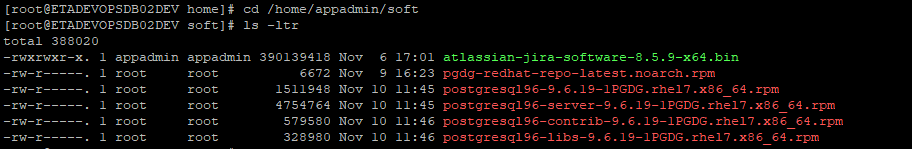 [root@ETADEVOPSDB02DEV home]# cd /home/appadmin/soft
[root@ETADEVOPSDB02DEV soft]# ls -ltr
total 388020
-rwxrwxr-x. 1 appadmin appadmin 390139418 Nov  6 17:01 atlassian-jira-software-8.5.9-x64.bin
-rw-r-----. 1 root     root          6672 Nov  9 16:23 pgdg-redhat-repo-latest.noarch.rpm
-rw-r-----. 1 root     root       1511948 Nov 10 11:45 postgresql96-9.6.19-1PGDG.rhel7.x86_64.rpm
-rw-r-----. 1 root     root       4754764 Nov 10 11:45 postgresql96-server-9.6.19-1PGDG.rhel7.x86_64.rpm
-rw-r-----. 1 root     root        579580 Nov 10 11:46 postgresql96-contrib-9.6.19-1PGDG.rhel7.x86_64.rpm
-rw-r-----. 1 root     root        328980 Nov 10 11:46 postgresql96-libs-9.6.19-1PGDG.rhel7.x86_64.rpm